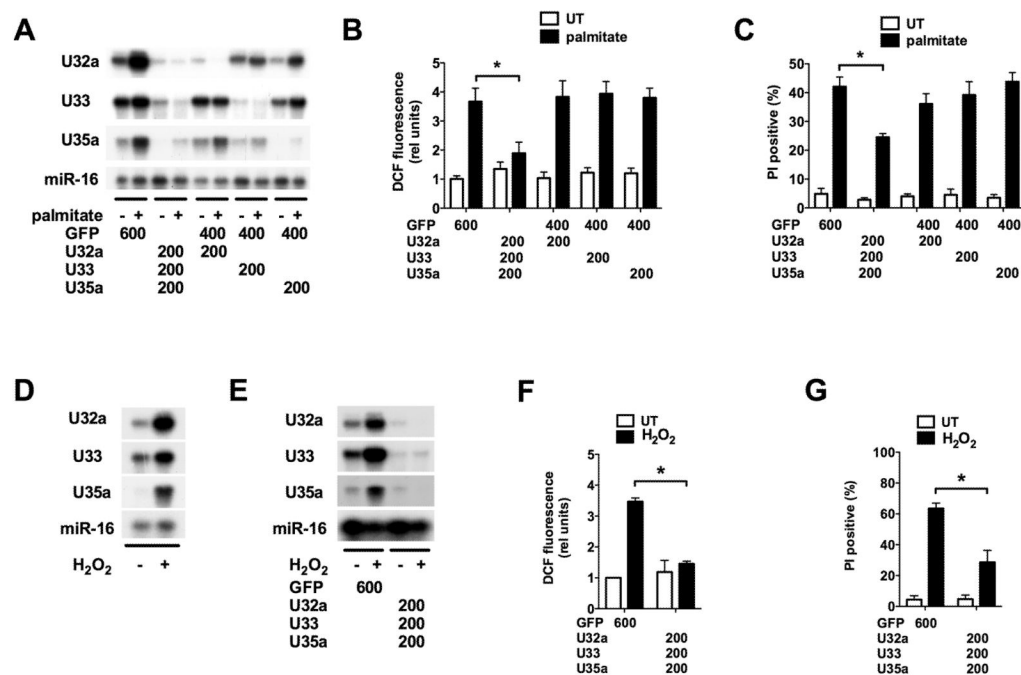 A
U32a
U33
U35a
miR-16
palmitate - + - + - + - + - +
GFP 600 400 400 400
U32a 200 200
U33 200 200
U35a 200 200
B
UT
palmitate
*
DCF fluorescence
(rel units)
5
4
3
2
1
0
GFP 600 400 400 400
U32a 200 200
U33 200 200
U35a 200 200
C
UT
palmitate
*
PI positive (%)
50
40
30
20
10
0
GFP 600 400 400 400
U32a 200 200
U33 200 200
U35a 200 200
D
U32a
U33
U35a
miR-16
H₂O₂ - +
E
U32a
U33
U35a
miR-16
H₂O₂ - + - +
GFP 600
U32a 200
U33 200
U35a 200
F
UT
H₂O₂
*
DCF fluorescence
(rel units)
5
4
3
2
1
0
GFP 600
U32a 200
U33 200
U35a 200
G
UT
H₂O₂
*
PI positive (%)
100
80
60
40
20
0
GFP 600
U32a 200
U33 200
U35a 200